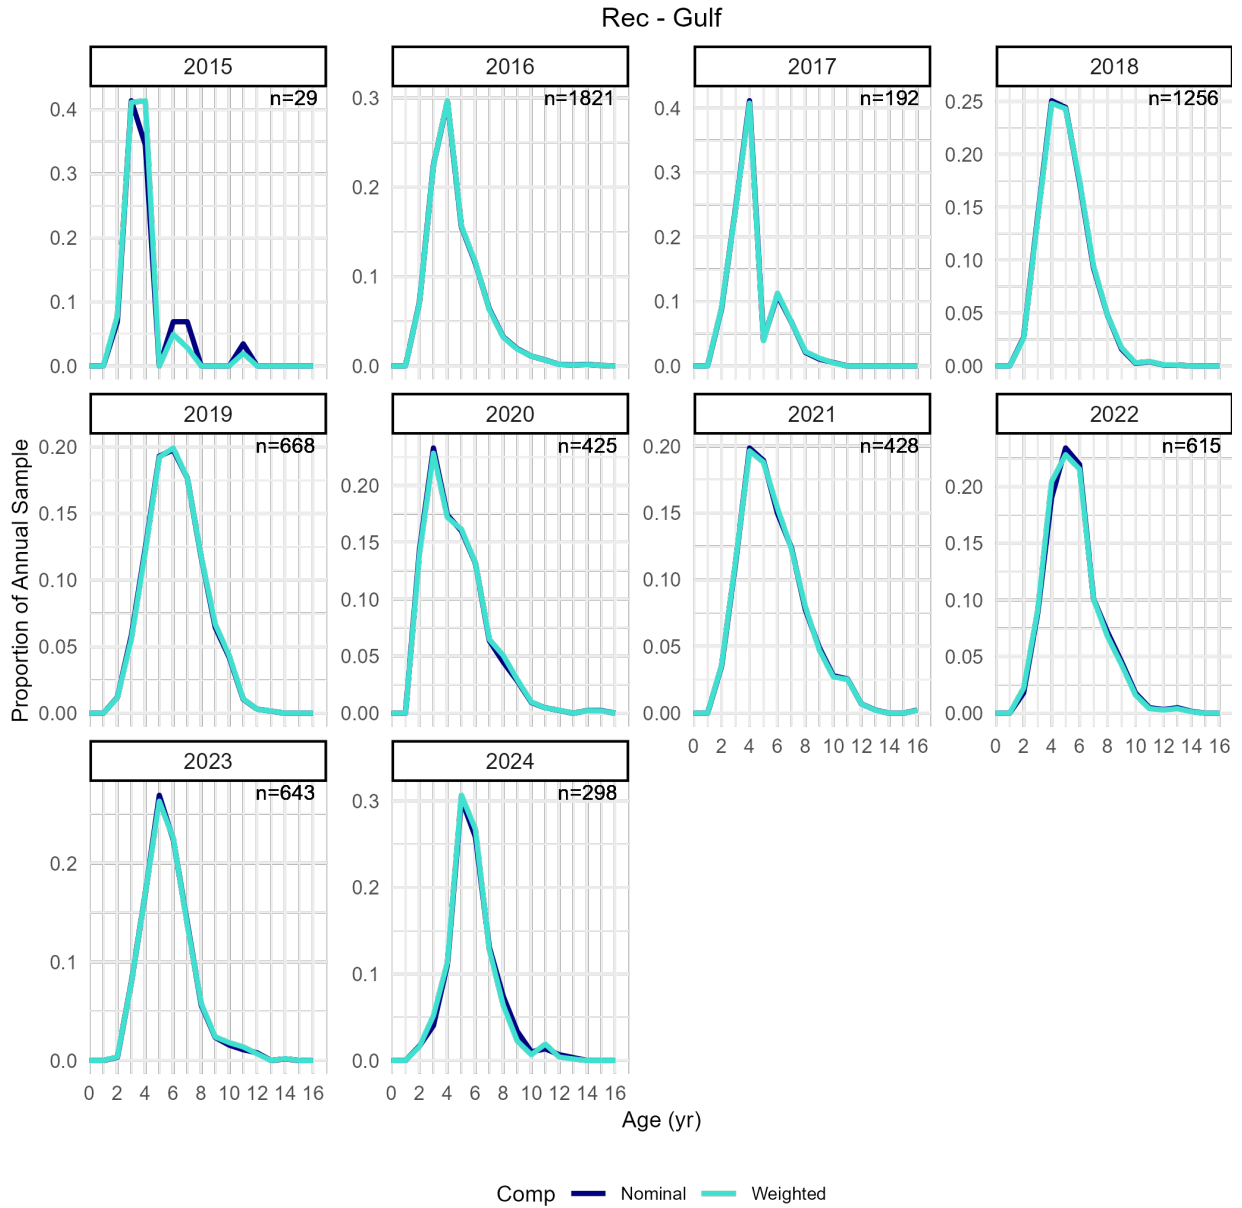 Rec - Gulf
2015 2016 2017 2018
n=29 n=1821 n=192 n=1256
0.4 0.3 0.2 0.1 0.0
0.3 0.2 0.1 0.0
0.4 0.3 0.2 0.1 0.0
0.25 0.20 0.15 0.10 0.05 0.00
2019 2020 2021 2022
n=668 n=425 n=428 n=615
0.20 0.15 0.10 0.05 0.00
0.20 0.15 0.10 0.05 0.00
0.20 0.15 0.10 0.05 0.00
0.20 0.15 0.10 0.05 0.00
0 2 4 6 8 10 12 14 16
0 2 4 6 8 10 12 14 16
2023 2024
n=643 n=298
0.2 0.1 0.0
0.3 0.2 0.1 0.0
0 2 4 6 8 10 12 14 16
0 2 4 6 8 10 12 14 16
Proportion of Annual Sample
Age (yr)
Comp Nominal Weighted